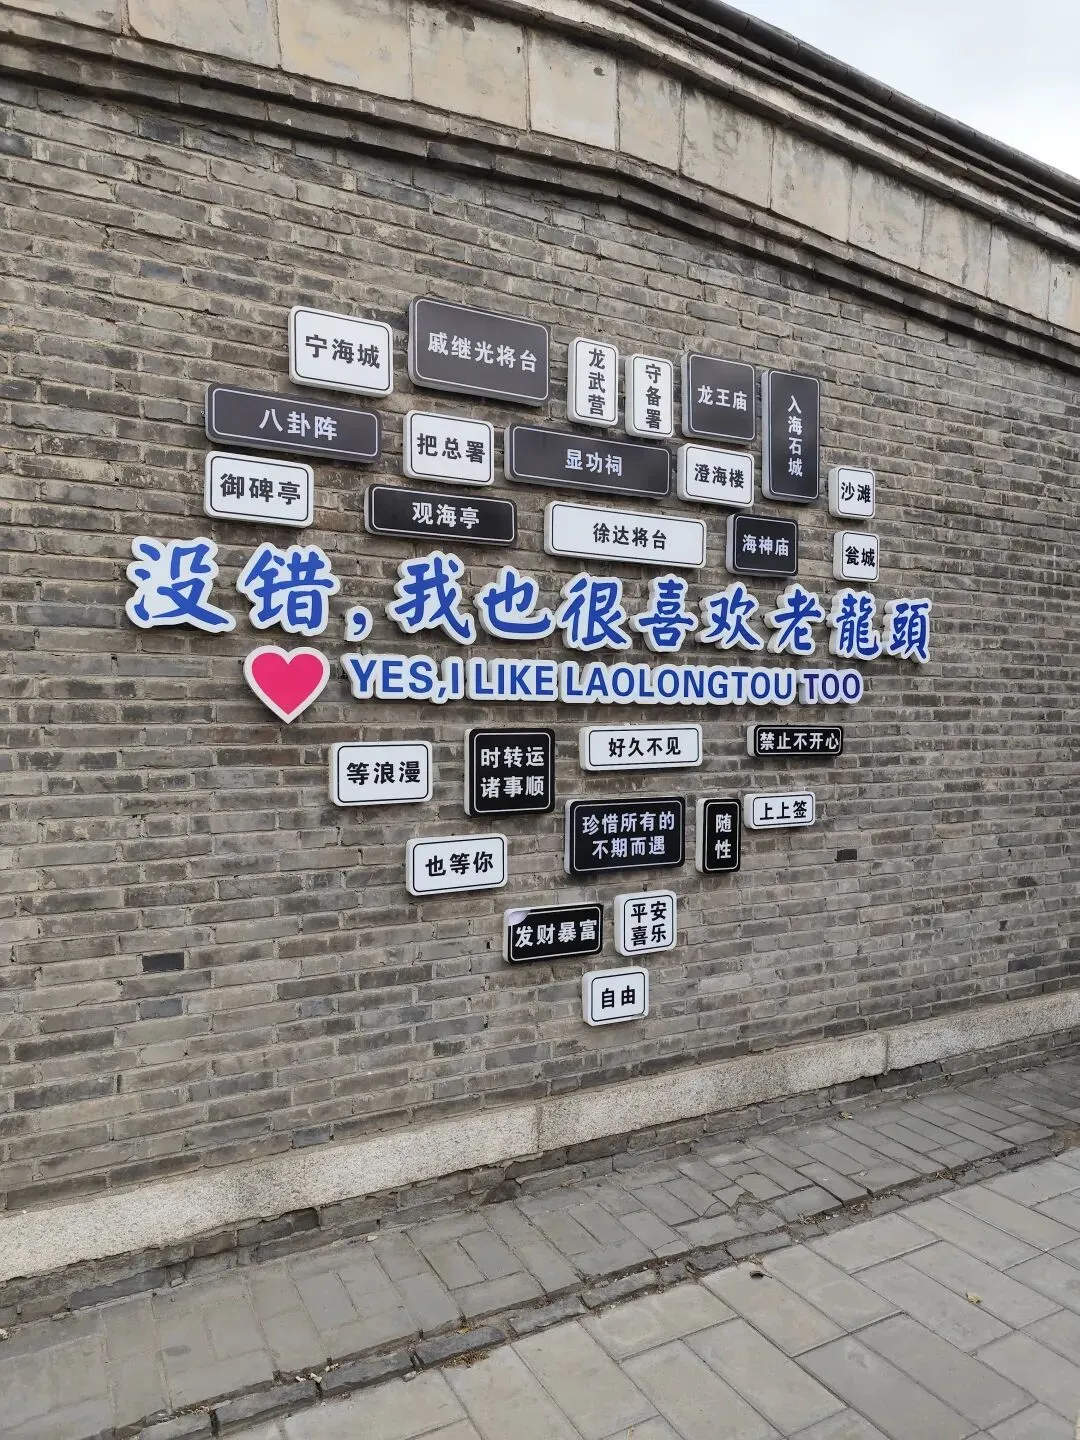 宁海城
戚继光将台
龙武营
守备署
龙王庙
入海石城
八卦阵
把总署
显功祠
澄海楼
沙滩
御碑亭
观海亭
徐达将台
海神庙
瓮城
没错,我也很喜欢老龍頭
YES,I LIKE LAOLONGTOU TOO
等浪漫
时转运
诸事顺
好久不见
禁止不开心
珍惜所有的
不期而遇
随性
上上签
也等你
发财暴富
平安
喜乐
自由